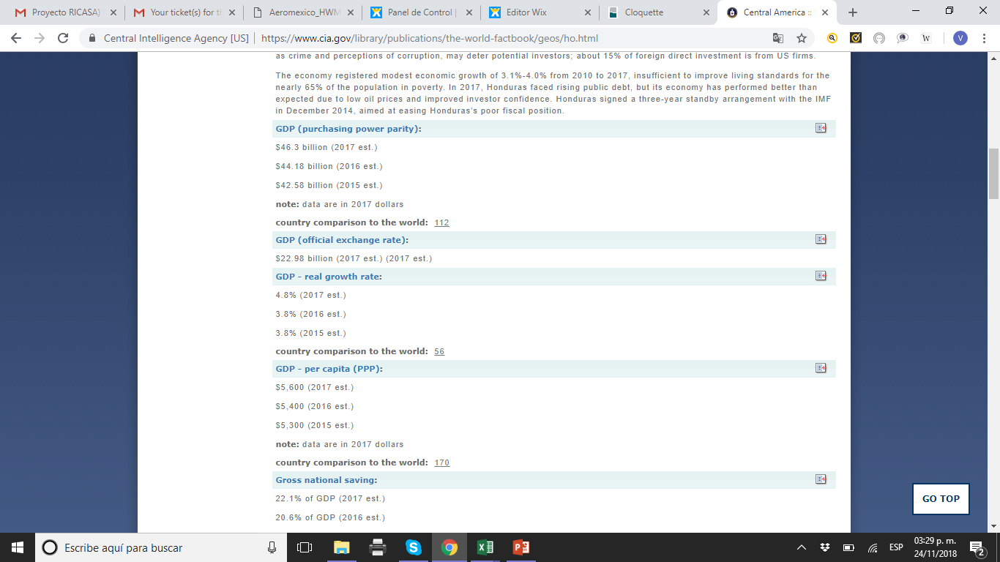 Proyecto RICASA)
Your ticket(s) for t
Aeromexico_HWM
Panel de Control |
Editor Wix
Cloquette
Central America ::
Central Intelligence Agency [US] | https://www.cia.gov/library/publications/the-world-factbook/geos/ho.html
W
V
as crime and perceptions of corruption, may deter potential investors; about 15% of foreign direct investment is from US firms.
The economy registered modest economic growth of 3.1%-4.0% from 2010 to 2017, insufficient to improve living standards for the
nearly 65% of the population in poverty. In 2017, Honduras faced rising public debt, but its economy has performed better than
expected due to low oil prices and improved investor confidence. Honduras signed a three-year standby arrangement with the IMF
in December 2014, aimed at easing Honduras's poor fiscal position.
GDP (purchasing power parity):
$46.3 billion (2017 est.)
$44.18 billion (2016 est.)
$42.58 billion (2015 est.)
note: data are in 2017 dollars
country comparison to the world: 112
GDP (official exchange rate):
$22.98 billion (2017 est.) (2017 est.)
GDP - real growth rate:
4.8% (2017 est.)
3.8% (2016 est.)
3.8% (2015 est.)
country comparison to the world: 56
GDP - per capita (PPP):
$5,600 (2017 est.)
$5,400 (2016 est.)
$5,300 (2015 est.)
note: data are in 2017 dollars
country comparison to the world: 170
Gross national saving:
22.1% of GDP (2017 est.)
20.6% of GDP (2016 est.)
GO TOP
Escribe aquí para buscar
ESP
03:29 p. m.
24/11/2018
2